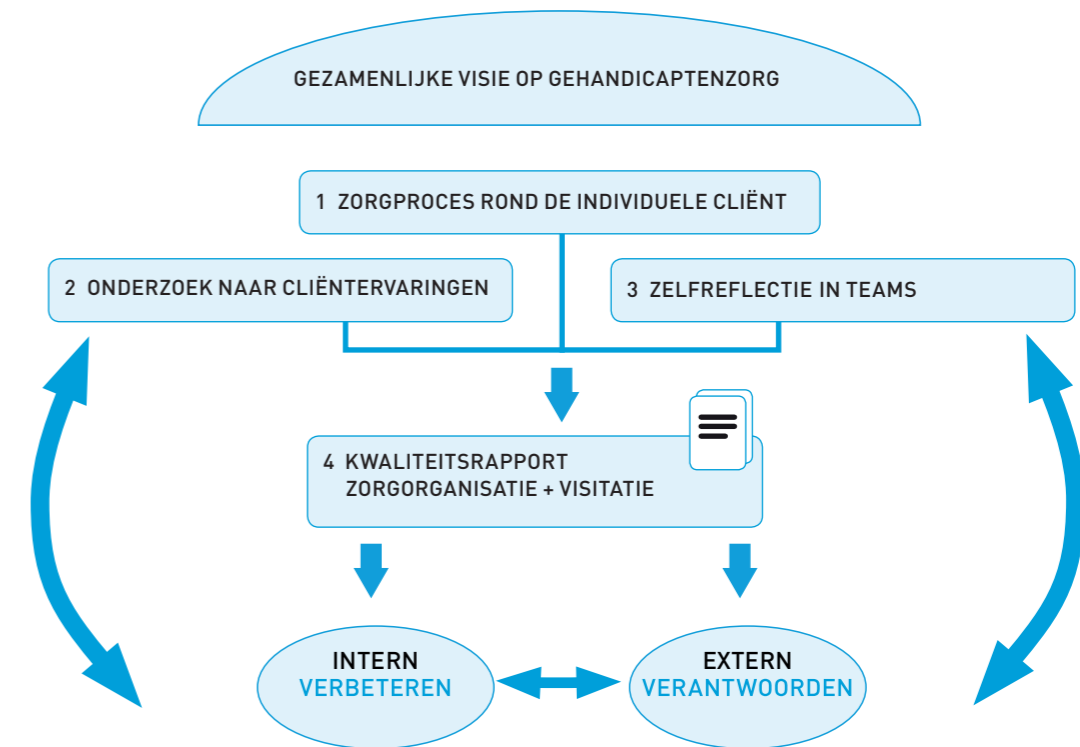 GEZAMENLIJKE VISIE OP GEHANDICAPTENZORG
1 ZORGPROCES ROND DE INDIVIDUELE CLIËNT
2 ONDERZOEK NAAR CLIËNTERVARINGEN
3 ZELFREFLECTIE IN TEAMS
4 KWALITEITSRAPPORT
ZORGORGANISATIE + VISITATIE
INTERN
VERBETEREN
EXTERN
VERANTWOORDEN